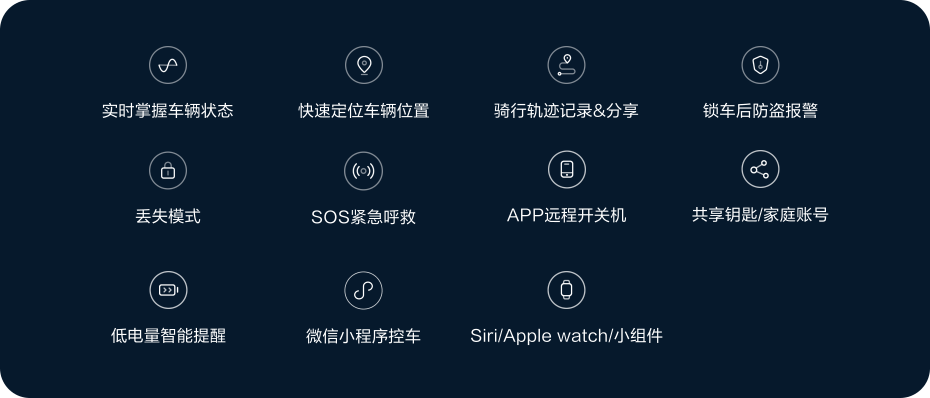 实时掌握车辆状态
快速定位车辆位置
骑行轨迹记录&分享
锁车后防盗报警
丢失模式
SOS紧急呼救
APP远程开关机
共享钥匙/家庭账号
低电量智能提醒
微信小程序控车
Siri/Apple watch/小组件